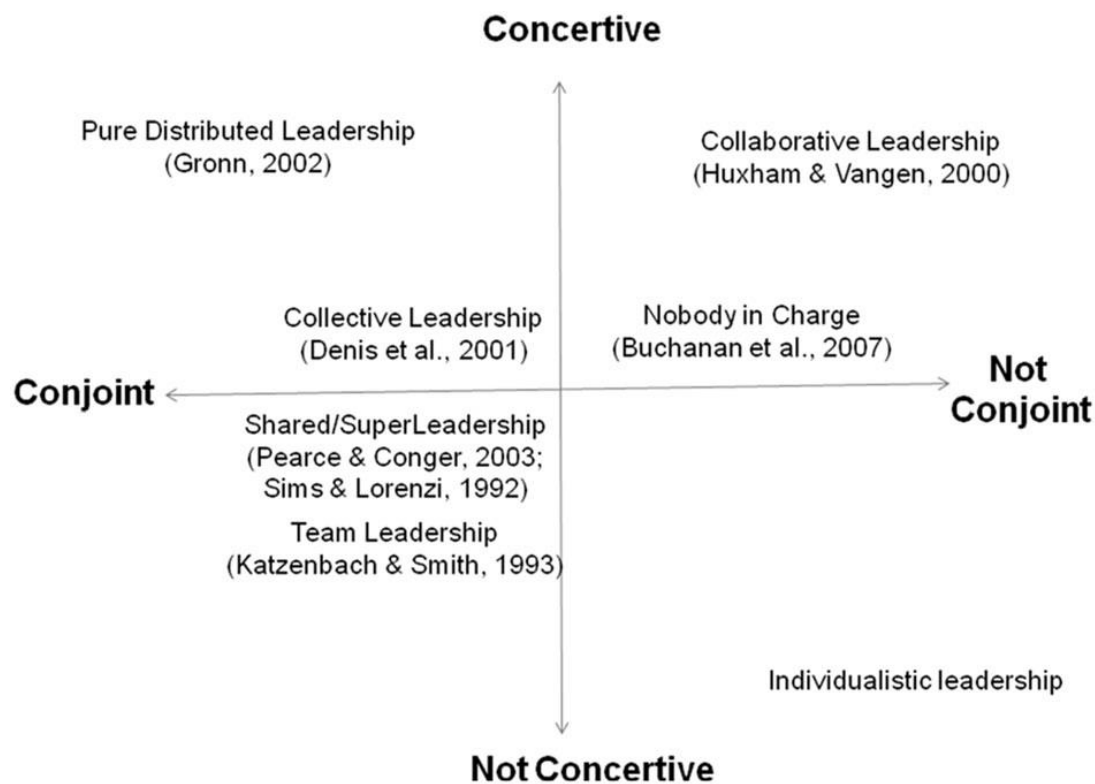 Concertive
Pure Distributed Leadership
(Gronn, 2002)
Collaborative Leadership
(Huxham & Vangen, 2000)
Collective Leadership
(Denis et al., 2001)
Nobody in Charge
(Buchanan et al., 2007)
Conjoint
Not
Conjoint
Shared/SuperLeadership
(Pearce & Conger, 2003;
Sims & Lorenzi, 1992)
Team Leadership
(Katzenbach & Smith, 1993)
Individualistic leadership
Not Concertive